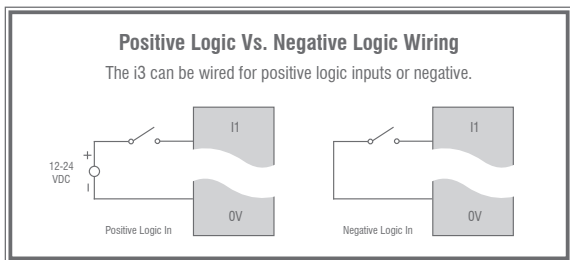 Positive Logic Vs. Negative Logic Wiring
The i3 can be wired for positive logic inputs or negative.
I1
+
12-24
VDC
–
0V
Positive Logic In
I1
0V
Negative Logic In